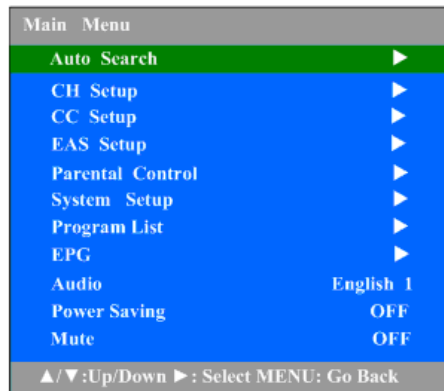 Main Menu
Auto Search ▶
CH Setup ▶
CC Setup ▶
EAS Setup ▶
Parental Control ▶
System Setup ▶
Program List ▶
EPG ▶
Audio English 1
Power Saving OFF
Mute OFF
▲/▼:Up/Down ▶: Select MENU: Go Back